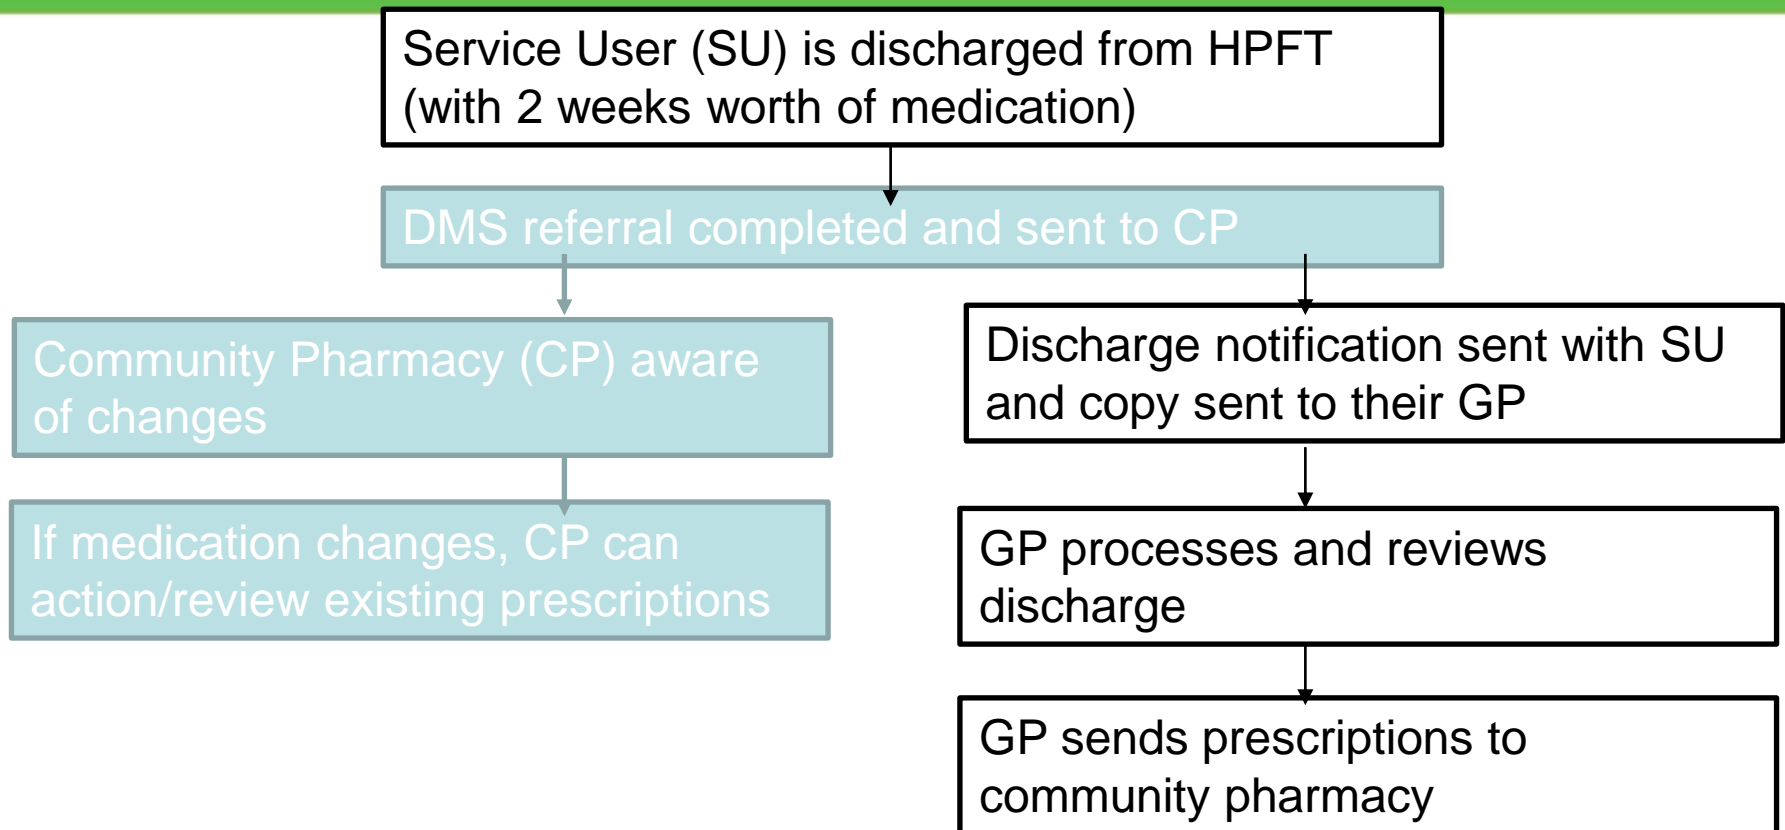 Service User (SU) is discharged from HPFT
(with 2 weeks worth of medication)
DMS referral completed and sent to CP
Community Pharmacy (CP) aware
of changes
If medication changes, CP can
action/review existing prescriptions
Discharge notification sent with SU
and copy sent to their GP
GP processes and reviews
discharge
GP sends prescriptions to
community pharmacy